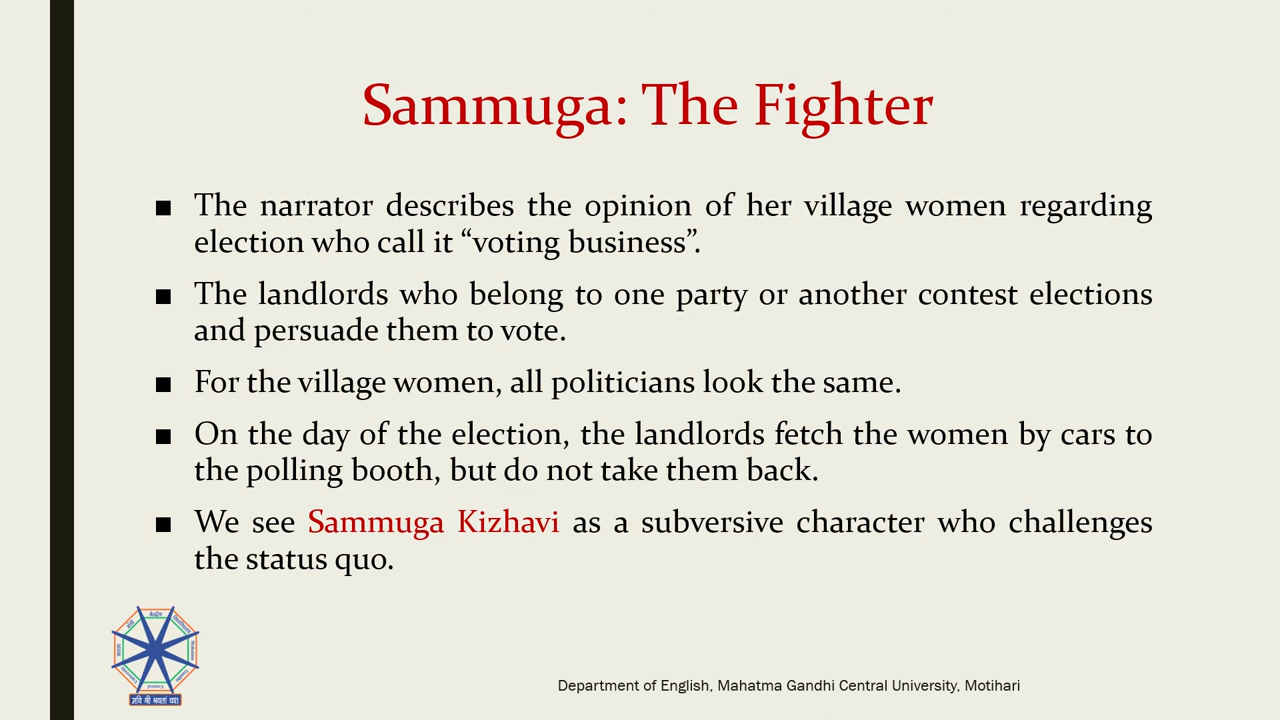 Sammuga: The Fighter
■ The narrator describes the opinion of her village women regarding
election who call it “voting business”.
■ The landlords who belong to one party or another contest elections
and persuade them to vote.
■ For the village women, all politicians look the same.
■ On the day of the election, the landlords fetch the women by cars to
the polling booth, but do not take them back.
■ We see Sammuga Kizhavi as a subversive character who challenges
the status quo.
Department of English, Mahatma Gandhi Central University, Motihari